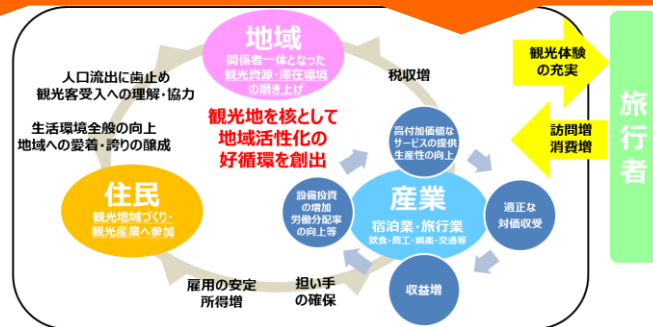 地域
関係者一体となった
観光資源・滞在環境
の磨き上げ
人口流出に歯止め
観光客受入への理解・協力
生活環境全般の向上
地域への愛着・誇りの醸成
税収増
観光地を核として
地域活性化の
好循環を創出
観光体験
の充実
訪問増
消費増
旅行者
高付加価値な
サービスの提供
生産性の向上
住民
観光地域づくり・
観光産業へ参加
設備投資
の増加
労働分配率
の向上等
産業
宿泊業・旅行業
飲食・商工・娯楽・交通等
適正な
対価収受
収益増
雇用の安定
所得増
担い手
の確保